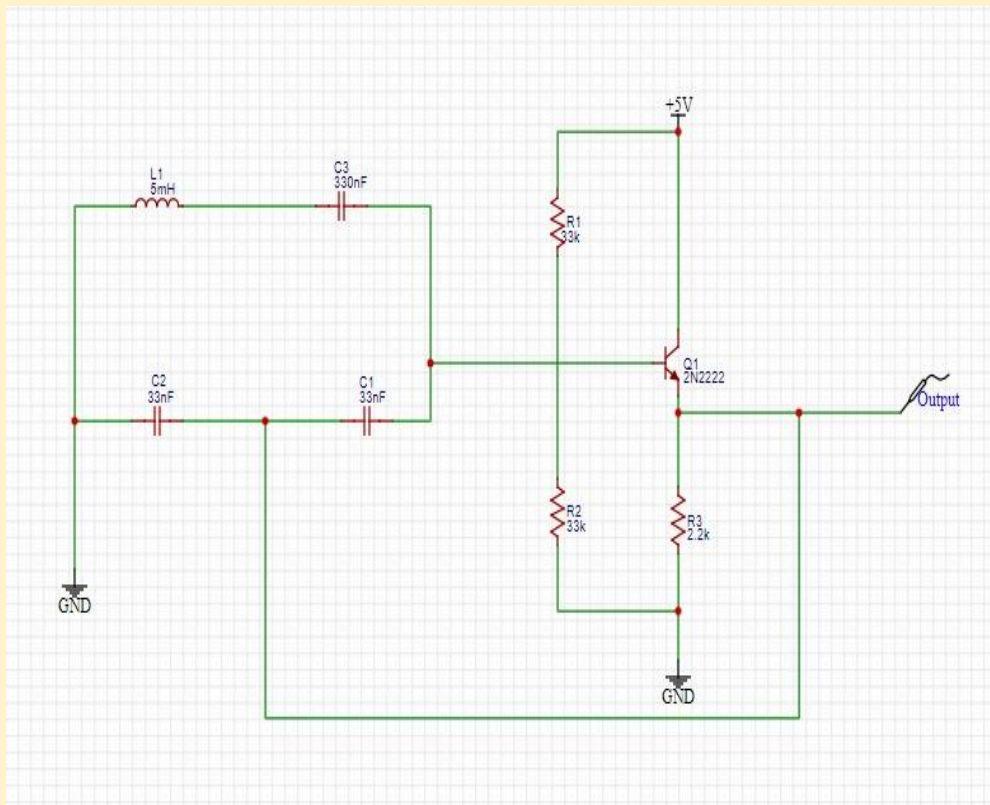 +5V
L1
5mH
C3
330nF
R1
33k
Q1
2N2222
C2
33nF
C1
33nF
Output
R2
33k
R3
2.2k
GND
GND